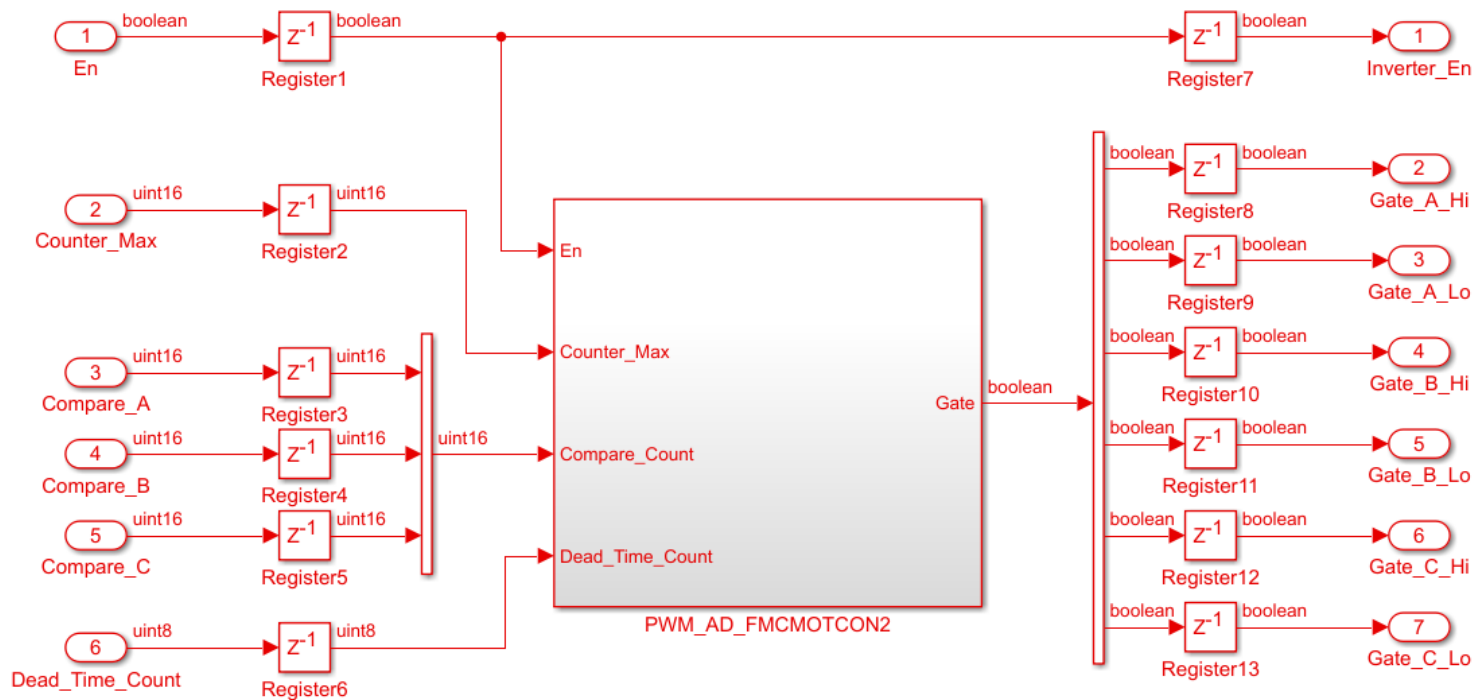 boolean
boolean
boolean
1
Z-1
Z-1
1
En
Register1
Register7
Inverter_En
uint16
uint16
2
Z-1
Counter_Max
Register2
boolean
boolean
Z-1
2
Register8
Gate_A_Hi
En
boolean
boolean
Z-1
3
Register9
Gate_A_Lo
uint16
uint16
3
Z-1
Compare_A
Register3
Counter_Max
boolean
boolean
Z-1
4
Register10
Gate_B_Hi
Gate
boolean
uint16
uint16
uint16
4
Z-1
Compare_B
Register4
Compare_Count
boolean
boolean
Z-1
5
Register11
Gate_B_Lo
uint16
uint16
5
Z-1
Compare_C
Register5
Dead_Time_Count
boolean
boolean
Z-1
6
Register12
Gate_C_Hi
uint8
uint8
6
Z-1
Dead_Time_Count
Register6
PWM_AD_FMCMOTCON2
boolean
boolean
Z-1
7
Register13
Gate_C_Lo